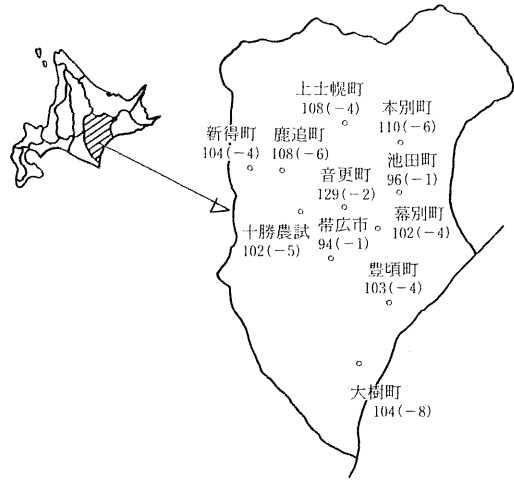 上士幌町
108(-4)
本別町
110(-6)
新得町
104(-4)
鹿追町
108(-6)
池田町
96(-1)
音更町
129(-2)
幕別町
102(-4)
十勝農試
102(-5)
帯広市
94(-1)
豊頃町
103(-4)
大樹町
104(-8)